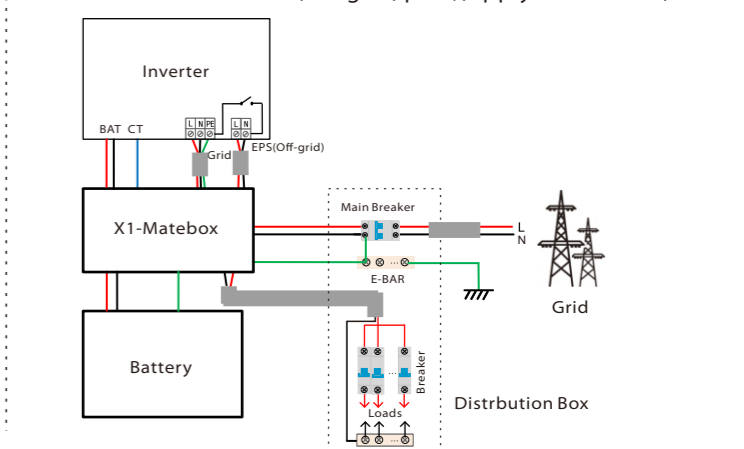 Inverter
BAT CT
L N PE
L N
Grid
EPS(Off-grid)
X1-Matebox
Main Breaker
L
N
E-BAR
Grid
Battery
Breaker
Loads
Distrbution Box